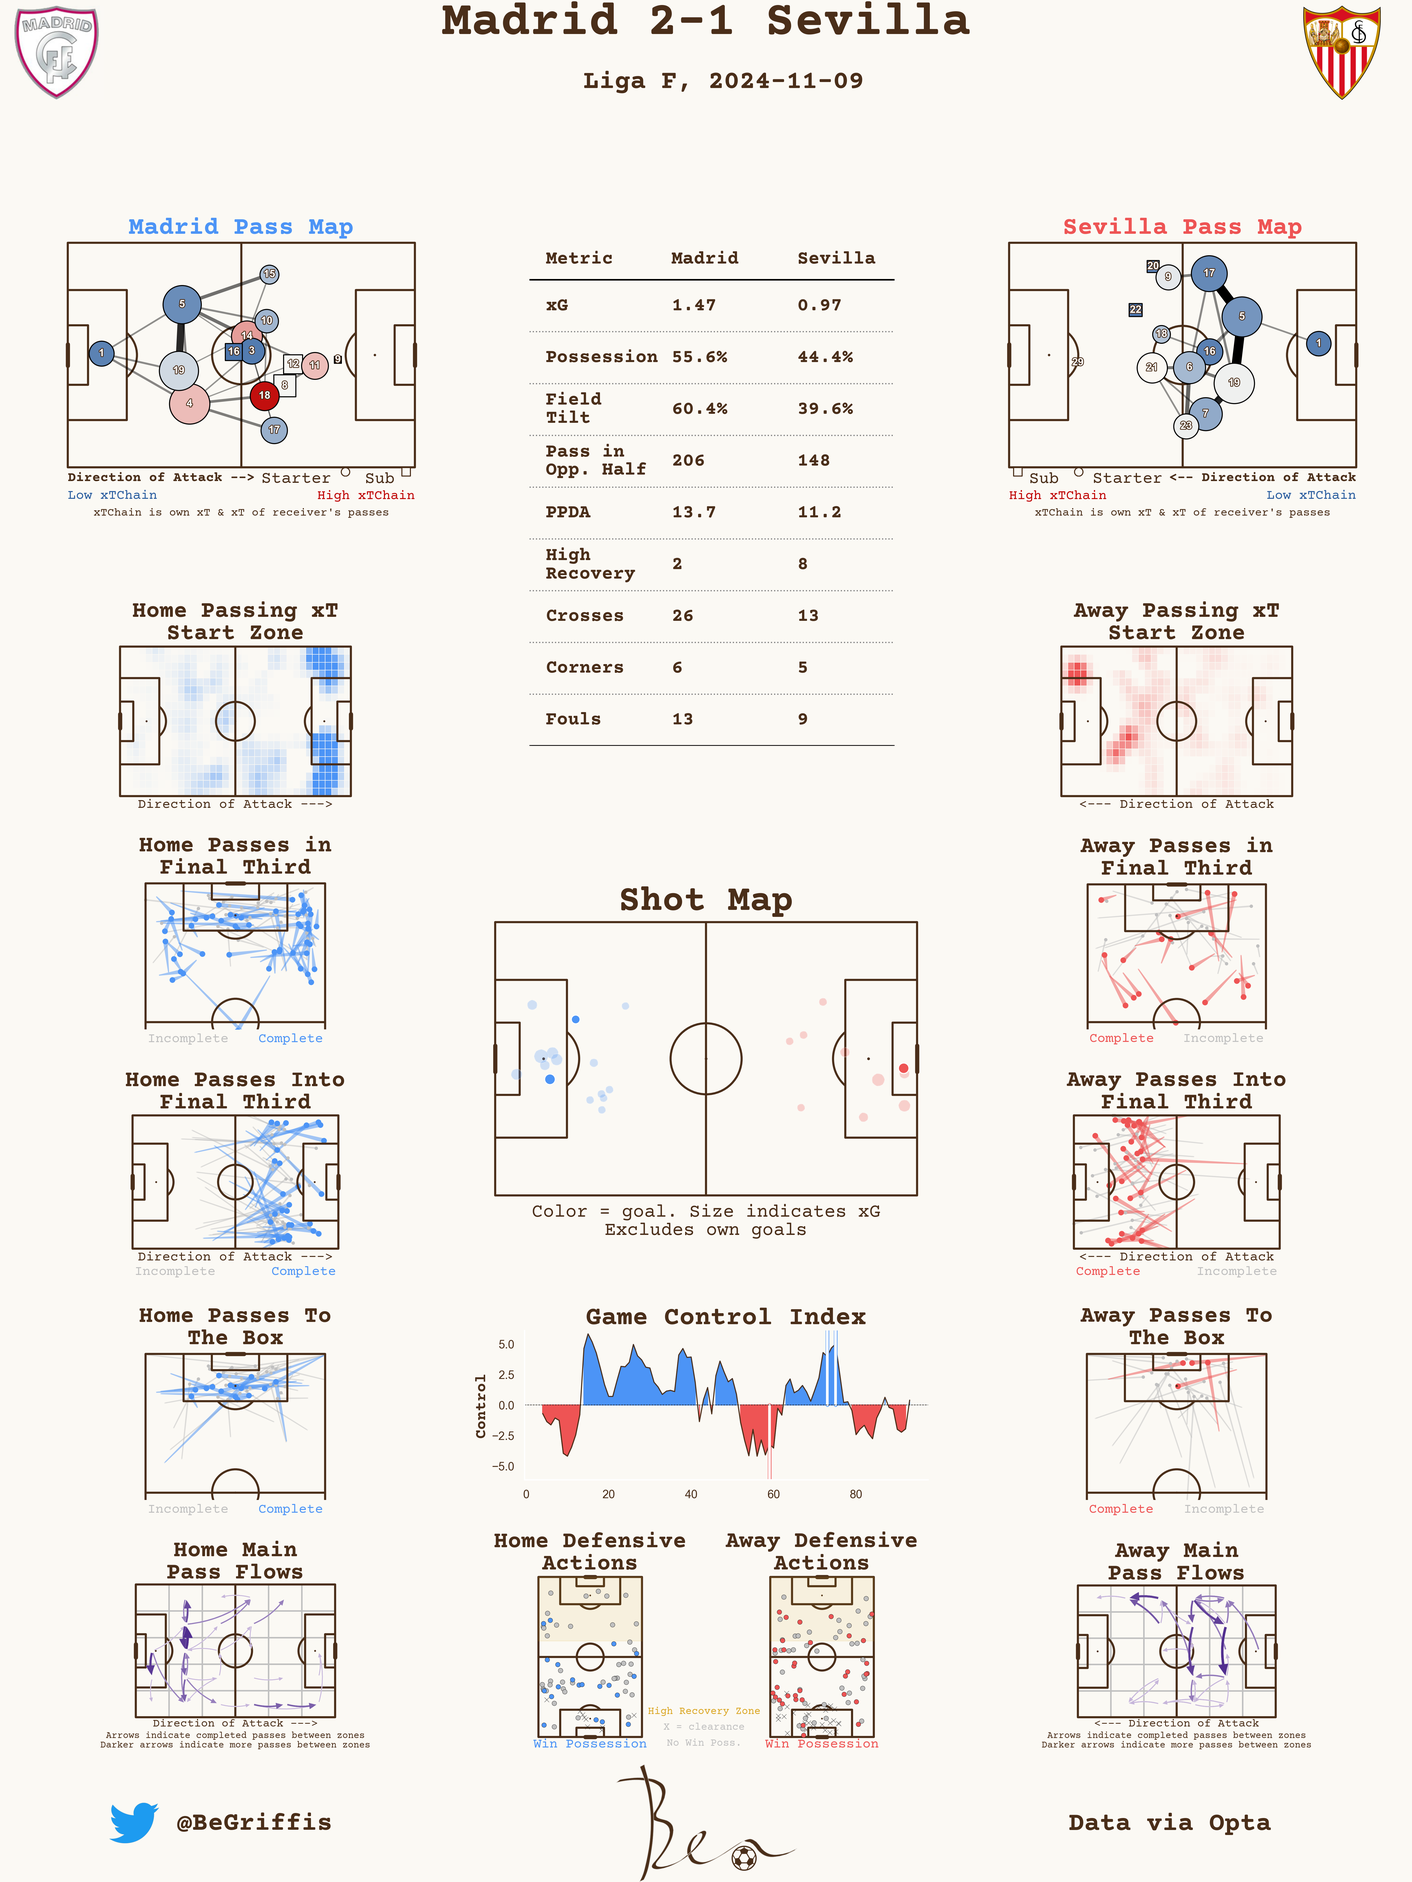 Madrid 2-1 Sevilla
Liga F, 2024-11-09
MADRID
Madrid Pass Map
15
5
10
14
16
3
1
12
11
9
19
8
18
4
17
Direction of Attack --> Starter Sub
Low xTChain High xTChain
xTChain is own xT & xT of receiver's passes
Metric Madrid Sevilla
xG 1.47 0.97
Possession 55.6% 44.4%
Field
Tilt 60.4% 39.6%
Pass in
Opp. Half 206 148
PPDA 13.7 11.2
High
Recovery 2 8
Crosses 26 13
Corners 6 5
Fouls 13 9
Sevilla Pass Map
20
9
17
22
5
18
16
1
29
21
6
19
7
23
Sub Starter <-- Direction of Attack
High xTChain Low xTChain
xTChain is own xT & xT of receiver's passes
Home Passing xT
Start Zone
Direction of Attack --->
Away Passing xT
Start Zone
<--- Direction of Attack
Home Passes in
Final Third
Incomplete Complete
Away Passes in
Final Third
Complete Incomplete
Shot Map
Color = goal. Size indicates xG
Excludes own goals
Home Passes Into
Final Third
Direction of Attack --->
Incomplete Complete
Away Passes Into
Final Third
<--- Direction of Attack
Complete Incomplete
Home Passes To
The Box
Incomplete Complete
Game Control Index
Control
5.0
2.5
0.0
−2.5
−5.0
0 20 40 60 80
Away Passes To
The Box
Complete Incomplete
Home Main
Pass Flows
Direction of Attack --->
Arrows indicate completed passes between zones
Darker arrows indicate more passes between zones
Home Defensive
Actions
Win Possession
High Recovery Zone
X = clearance
No Win Poss.
Away Defensive
Actions
Win Possession
Away Main
Pass Flows
<--- Direction of Attack
Arrows indicate completed passes between zones
Darker arrows indicate more passes between zones
@BeGriffis
Ben
Data via Opta